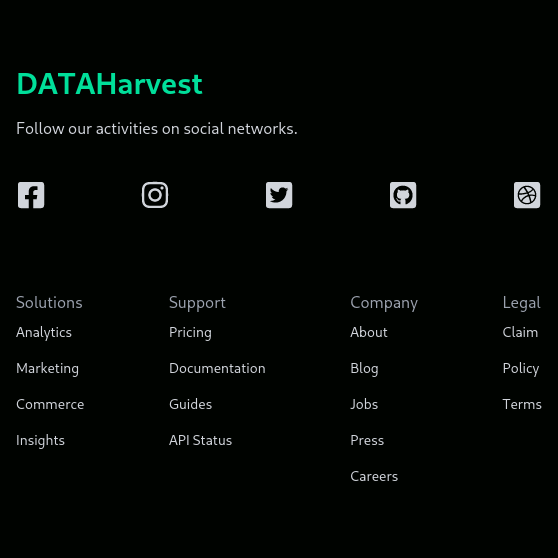 DATAHarvest
Follow our activities on social networks.
Solutions
Analytics
Marketing
Commerce
Insights
Support
Pricing
Documentation
Guides
API Status
Company
About
Blog
Jobs
Press
Careers
Legal
Claim
Policy
Terms